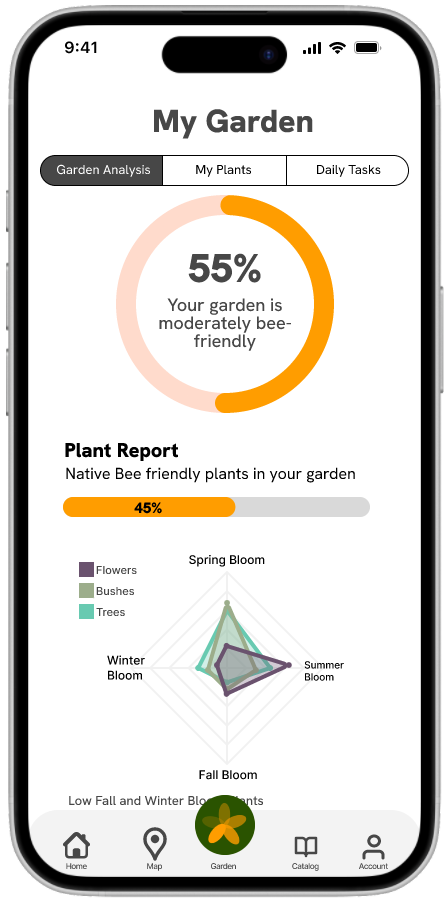 9:41
My Garden
Garden Analysis My Plants Daily Tasks
55%
Your garden is
moderately bee-
friendly
Plant Report
Native Bee friendly plants in your garden
45%
Spring Bloom
Flowers
Bushes
Trees
Winter
Bloom
Summer
Bloom
Fall Bloom
Low Fall and Winter
Home Map Garden Catalog Account